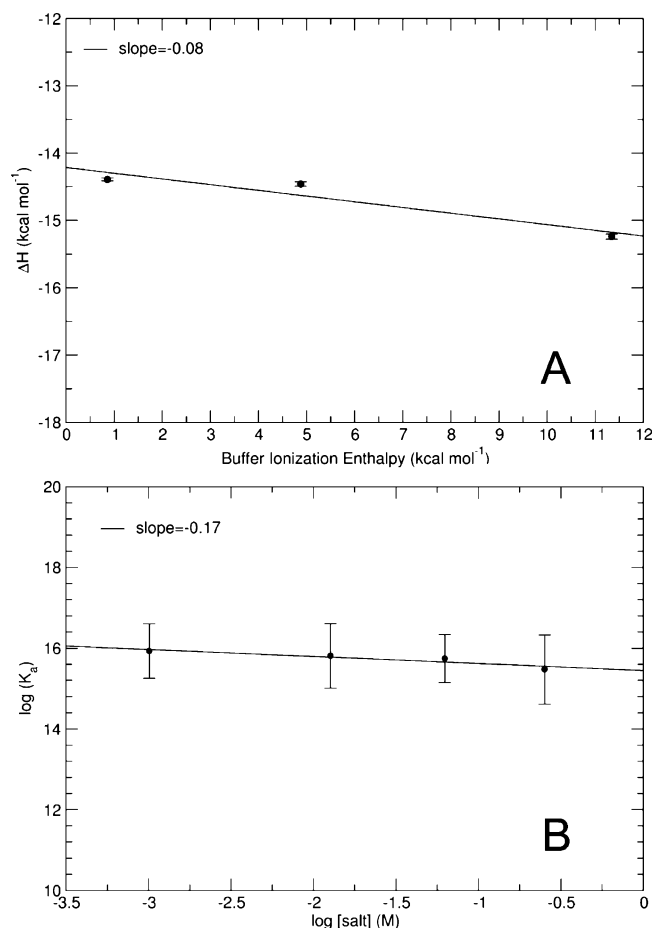 -12
slope=-0.08
-13
-14
-15
-16
-17
-18
ΔH (kcal mol⁻¹)
A
0 1 2 3 4 5 6 7 8 9 10 11 12
Buffer Ionization Enthalpy (kcal mol⁻¹)
20
slope=-0.17
18
16
14
12
10
log (Kₐ)
B
-3.5 -3 -2.5 -2 -1.5 -1 -0.5 0
log [salt] (M)